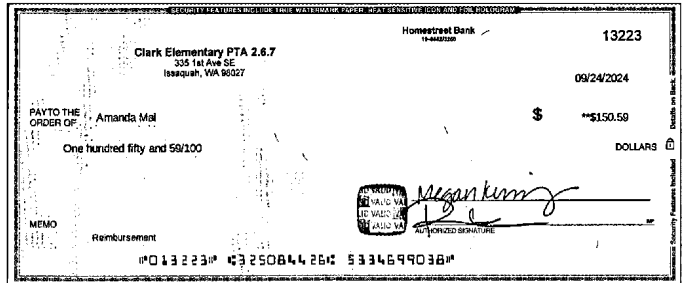 SECURITY FEATURES INCLUDE TRUE WATERMARK PAPER, HEAT SENSITIVE ICON AND FOIL HOLOGRAM
Homestreet Bank
13223
Clark Elementary PTA 2.6.7
335 1st Ave SE
Issaquah, WA 98027
09/24/2024
PAY TO THE
ORDER OF
Amanda Mal
$ **$150.59
One hundred fifty and 59/100
DOLLARS
Security Features Included
Details on Back.
VALID
MEMO
Reimbursement
AUTHORIZED SIGNATURE
MP
⑈013223⑈ ⑆325084426⑆ 5334699038⑈